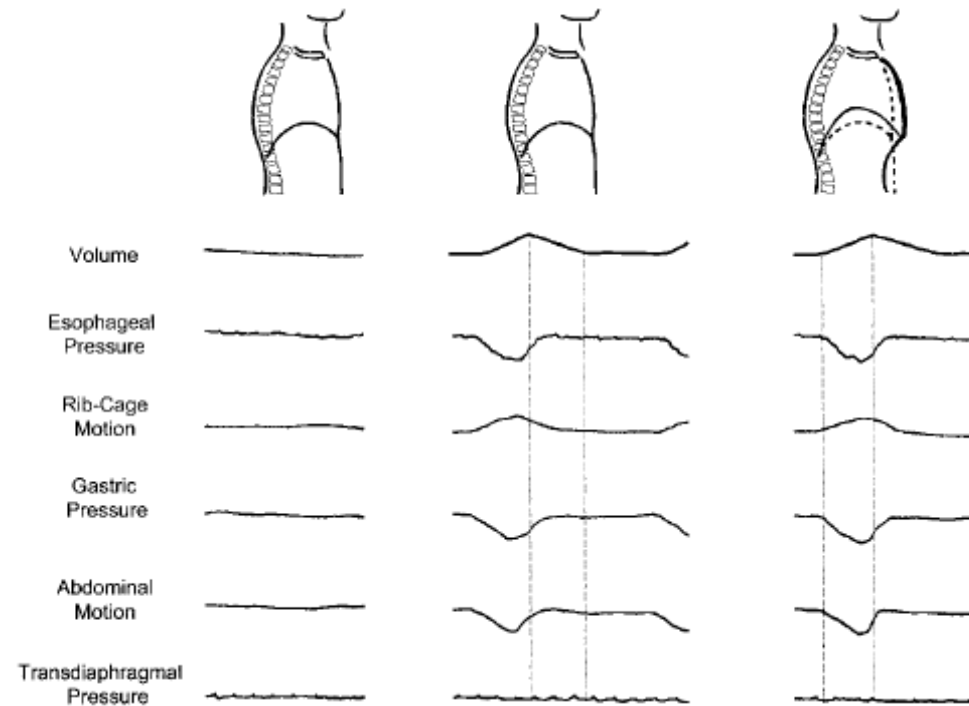 Volume
Esophageal
Pressure
Rib-Cage
Motion
Gastric
Pressure
Abdominal
Motion
Transdiaphragmal
Pressure